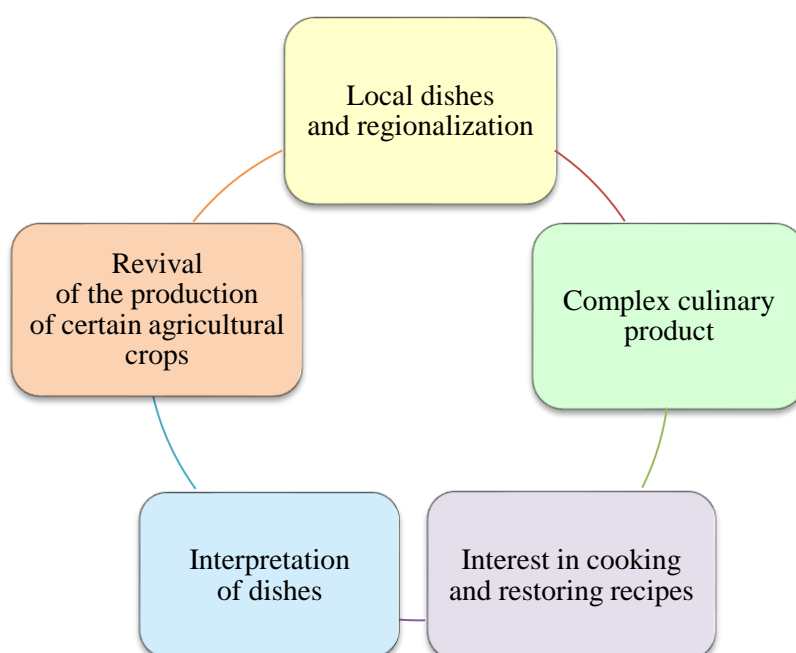 Local dishes
and regionalization
Complex culinary
product
Interest in cooking
and restoring recipes
Interpretation
of dishes
Revival
of the production
of certain agricultural
crops